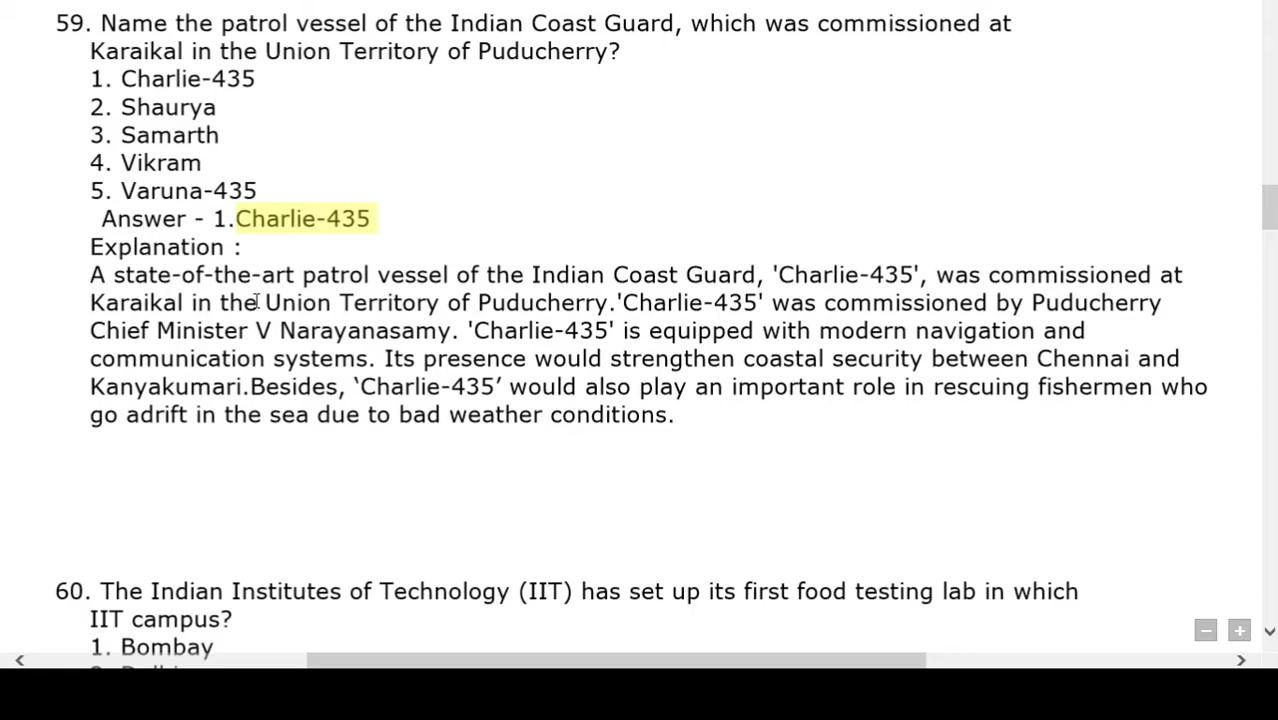 59. Name the patrol vessel of the Indian Coast Guard, which was commissioned at
Karaikal in the Union Territory of Puducherry?
1. Charlie-435
2. Shaurya
3. Samarth
4. Vikram
5. Varuna-435
Answer - 1.Charlie-435
Explanation :
A state-of-the-art patrol vessel of the Indian Coast Guard, 'Charlie-435', was commissioned at
Karaikal in the Union Territory of Puducherry.'Charlie-435' was commissioned by Puducherry
Chief Minister V Narayanasamy. 'Charlie-435' is equipped with modern navigation and
communication systems. Its presence would strengthen coastal security between Chennai and
Kanyakumari.Besides, ‘Charlie-435’ would also play an important role in rescuing fishermen who
go adrift in the sea due to bad weather conditions.
60. The Indian Institutes of Technology (IIT) has set up its first food testing lab in which
IIT campus?
1. Bombay